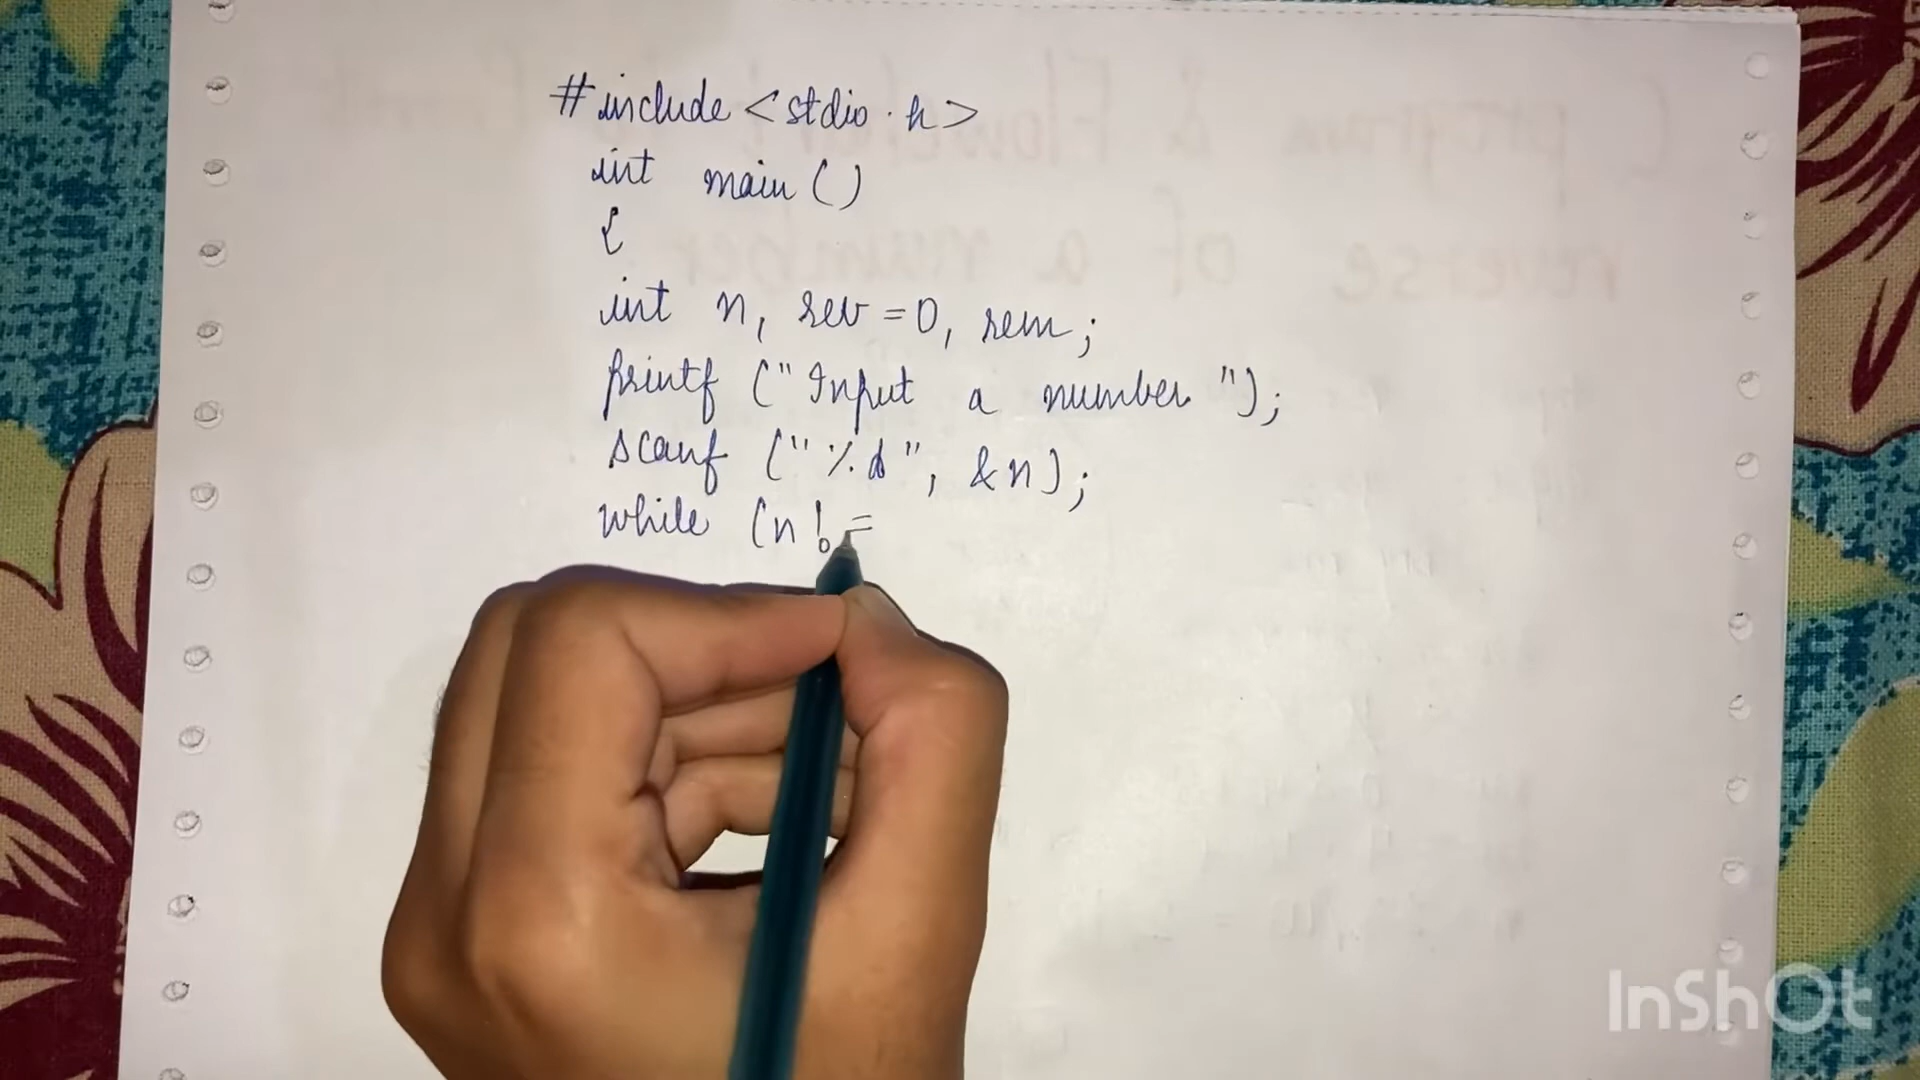 #include <stdio.h>
int main()
{
int n, rev=0, rem;
printf ("Input a number");
scanf ("%d", &n);
while (n!=
InShOt